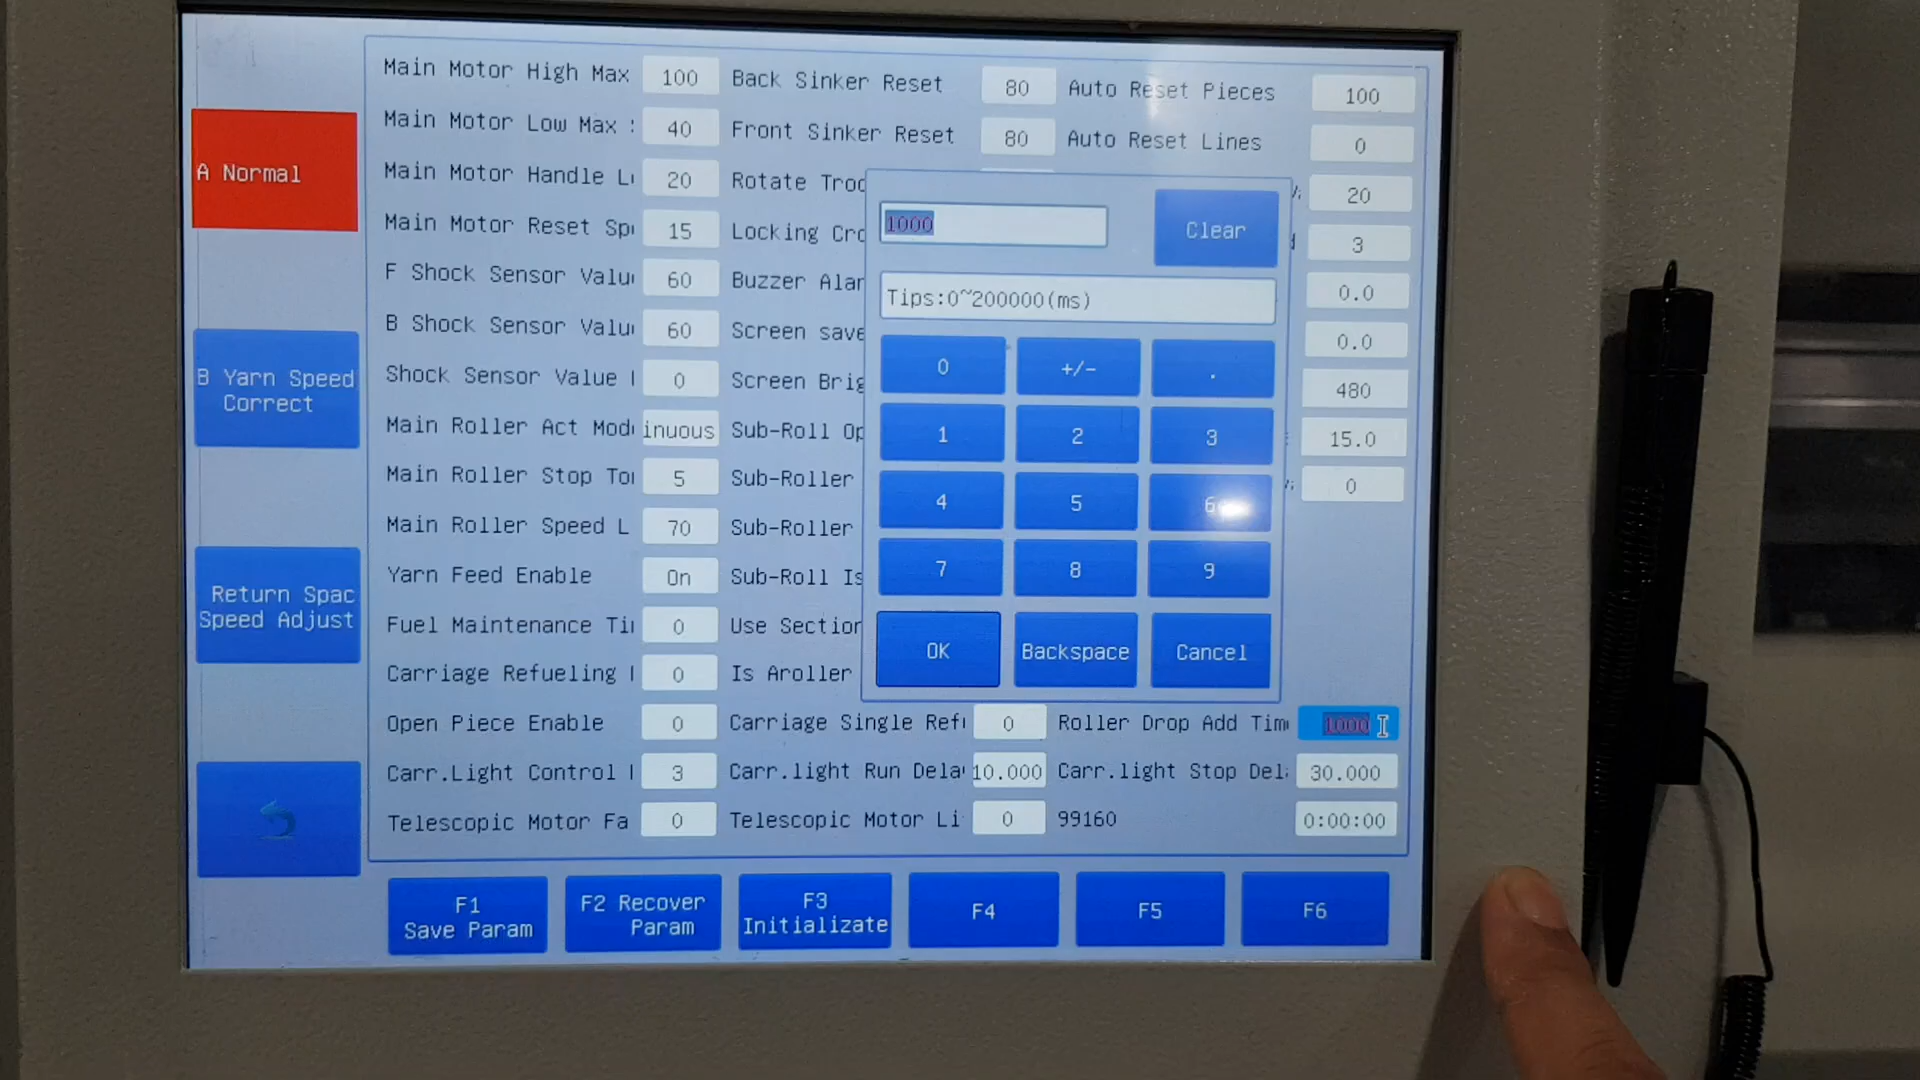 A Normal
B Yarn Speed
Correct
Return Spac
Speed Adjust
Main Motor High Max 100 Back Sinker Reset 80 Auto Reset Pieces 100
Main Motor Low Max 40 Front Sinker Reset 80 Auto Reset Lines 0
Main Motor Handle L 20 Rotate 20
Main Motor Reset Sp 15 Locking 3
F Shock Sensor Valu 60 Buzzer Alar 0.0
B Shock Sensor Valu 60 Screen save 0.0
Shock Sensor Value 0 Screen Brig 480
Main Roller Act Mod inuous Sub-Roll Op 15.0
Main Roller Stop To 5 Sub-Roller 0
Main Roller Speed L 70 Sub-Roller
Yarn Feed Enable On Sub-Roll Is
Fuel Maintenance Ti 0 Use Section
Carriage Refueling 0 Is Aroller
Open Piece Enable 0 Carriage Single Ref 0 Roller Drop Add Tim 1000
Carr.Light Control 3 Carr.light Run Dela 10.000 Carr.light Stop Del 30.000
Telescopic Motor Fa 0 Telescopic Motor Li 0 99160 0:00:00
1000 Clear
Tips:0~200000(ms)
0 +/- .
1 2 3
4 5 6
7 8 9
OK Backspace Cancel
F1
Save Param
F2 Recover
Param
F3
Initializate
F4
F5
F6